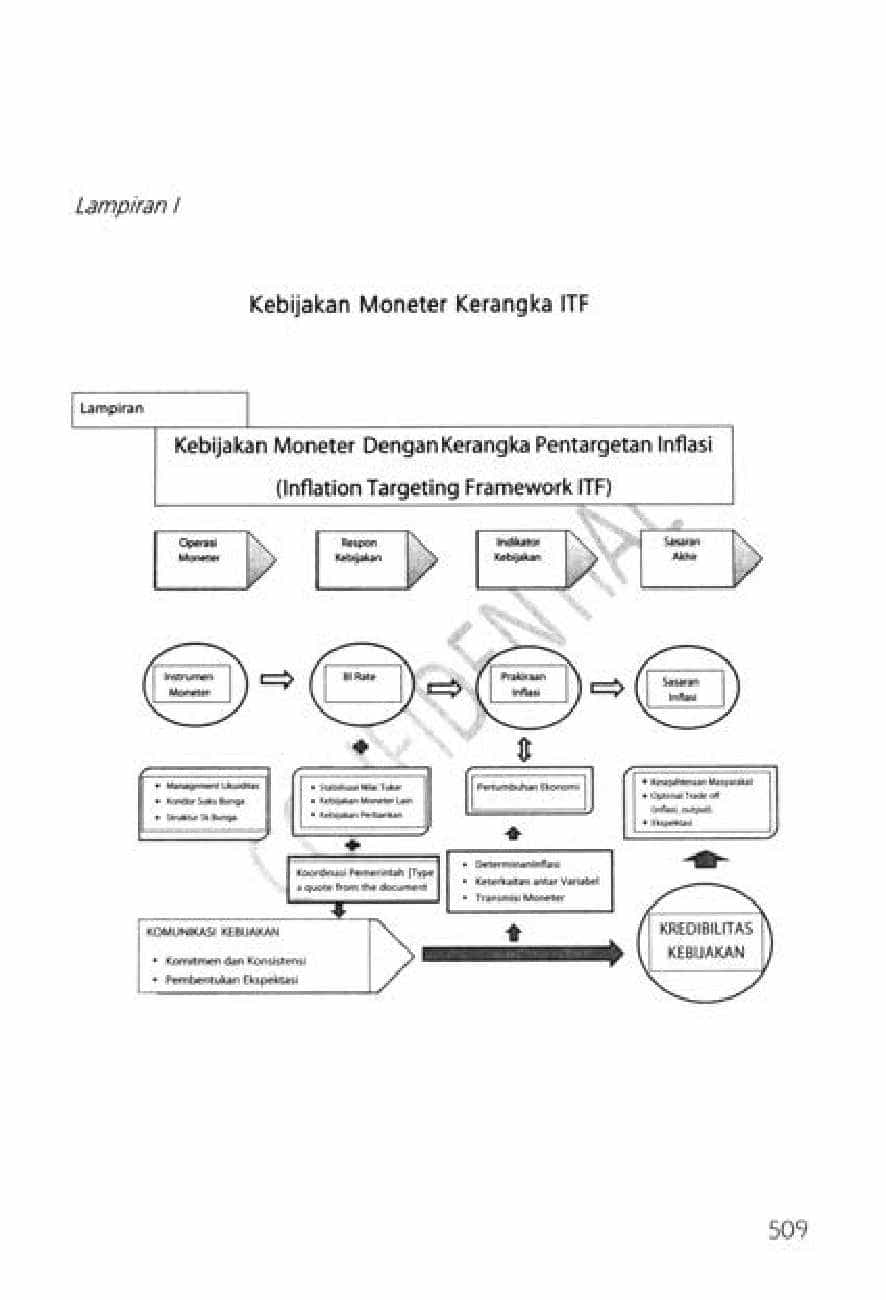 Lampiran I
Kebijakan Moneter Kerangka ITF
Lampiran
Kebijakan Moneter DenganKerangka Pentargetan Inflasi
(Inflation Targeting Framework ITF)
Operasi
Moneter
Respon
Kebijakan
Indikator
Kebijakan
Sasaran
Akhir
Instrumen
Moneter
BI Rate
Prakiraan
Inflasi
Sasaran
Inflasi
• Management Likuiditas
• Koridor Suku Bunga
• Struktur Sk Bunga
• Stabilisasi Nilai Tukar
• Kebijakan Moneter Lain
• Kebijakan Perbankan
Pertumbuhan Ekonomi
• Kesejahteraan Masyarakat
• Optimal Trade off
(inflasi, output).
• Ekspektasi
Koordinasi Pemerintah [Type
a quote from the document
• DeterminanInflasi
• Keterkaitan antar Variabel
• Transmisi Moneter
KOMUNIKASI KEBIJAKAN
• Komitmen dan Konsistensi
• Pembentukan Ekspektasi
KREDIBILITAS
KEBIJAKAN
CONFIDENTIAL
509